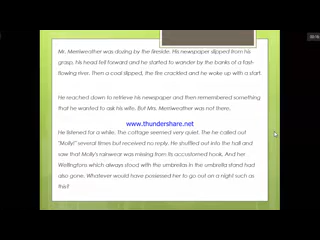 Mr. Merriweather was dozing by the fireside. His newspaper slipped from his
grasp, his head fell forward and he started to wander by the banks of a fast-
flowing river. Then a coal slipped, the fire crackled and he woke up with a start.
He reached down to retrieve his newspaper and then remembered something
that he wanted to ask his wife. But Mrs. Merriweather was not there.
www.thundershare.net
He listened for a while. The cottage seemed very quiet. The he called out
"Molly!" several times but received no reply. He shuffled out into the hall and
saw that Molly's rainwear was missing from its accustomed hook. And her
Wellingtons which always stood with the umbrellas in the umbrella stand had
also gone. Whatever would have possessed her to go out on a night such as
this?